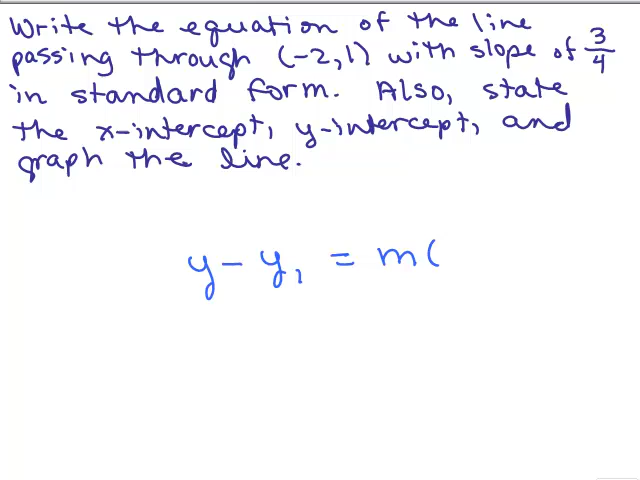 Write the equation of the line
passing through (-2,1) with slope of 3/4
in standard form. Also, state
the x-intercept, y-intercept, and
graph the line.
y - y₁ = m(